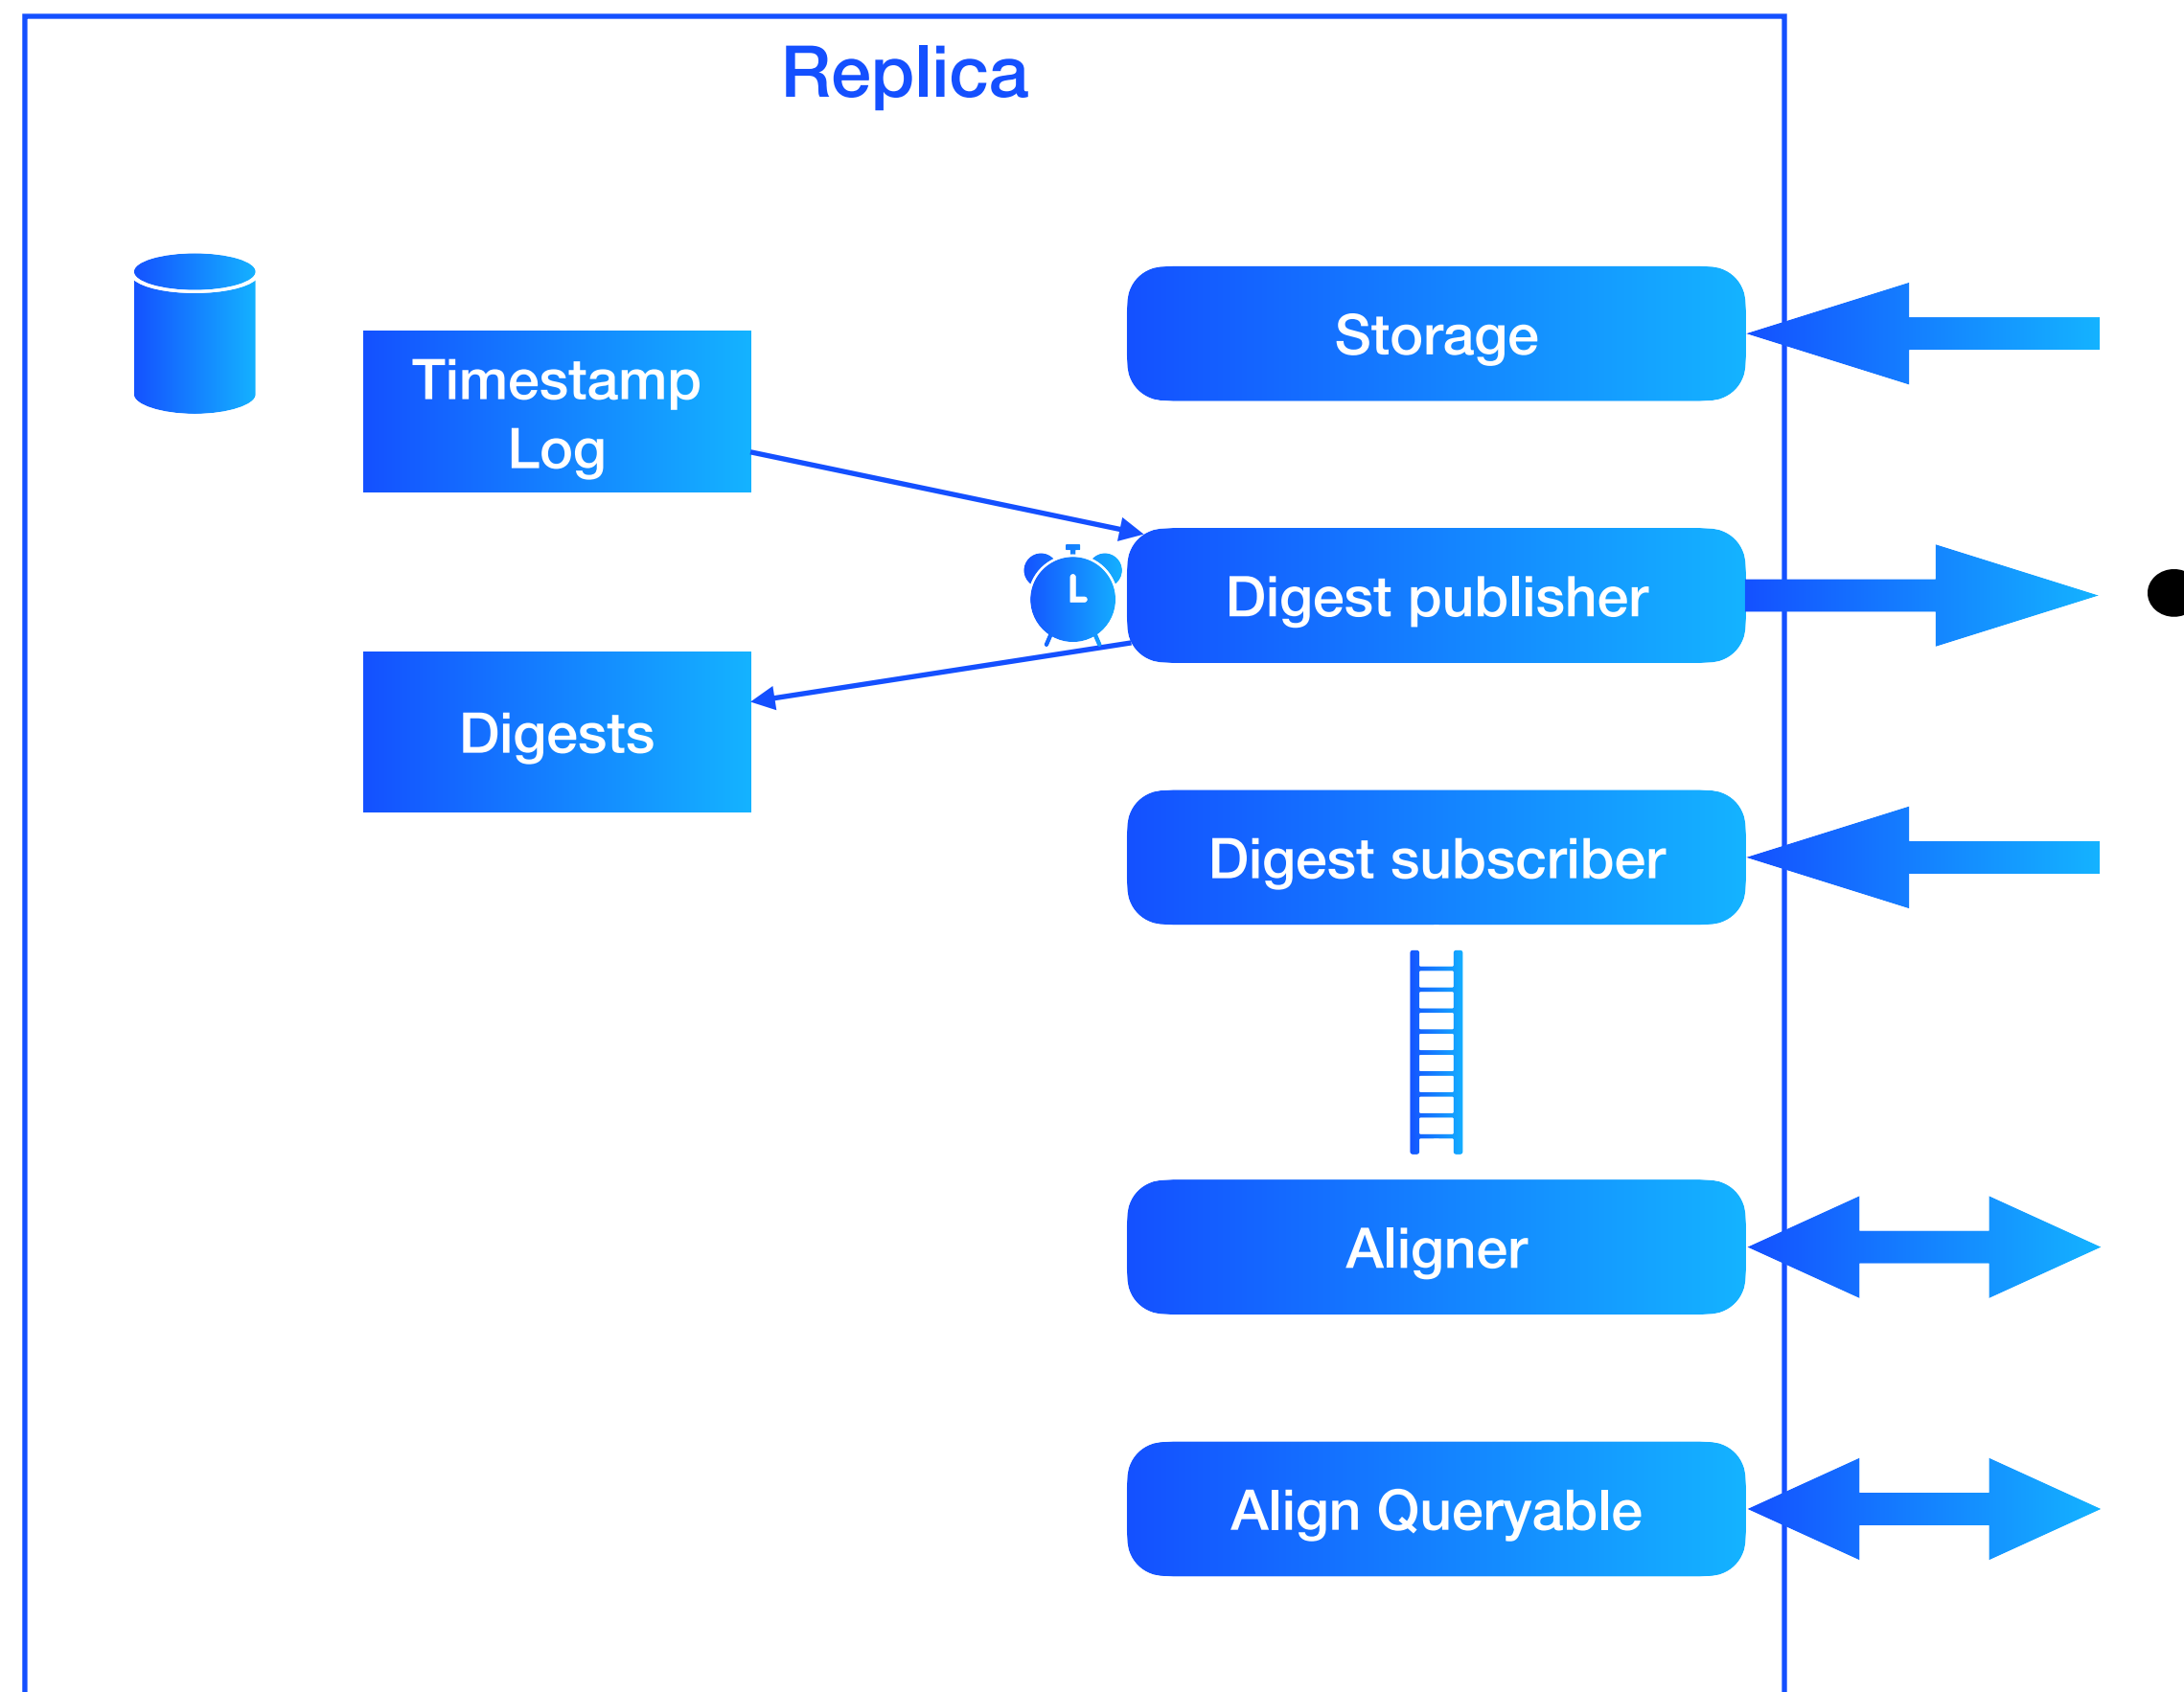 Replica
Storage
Timestamp
Log
Digest publisher
Digests
Digest subscriber
Aligner
Align Queryable